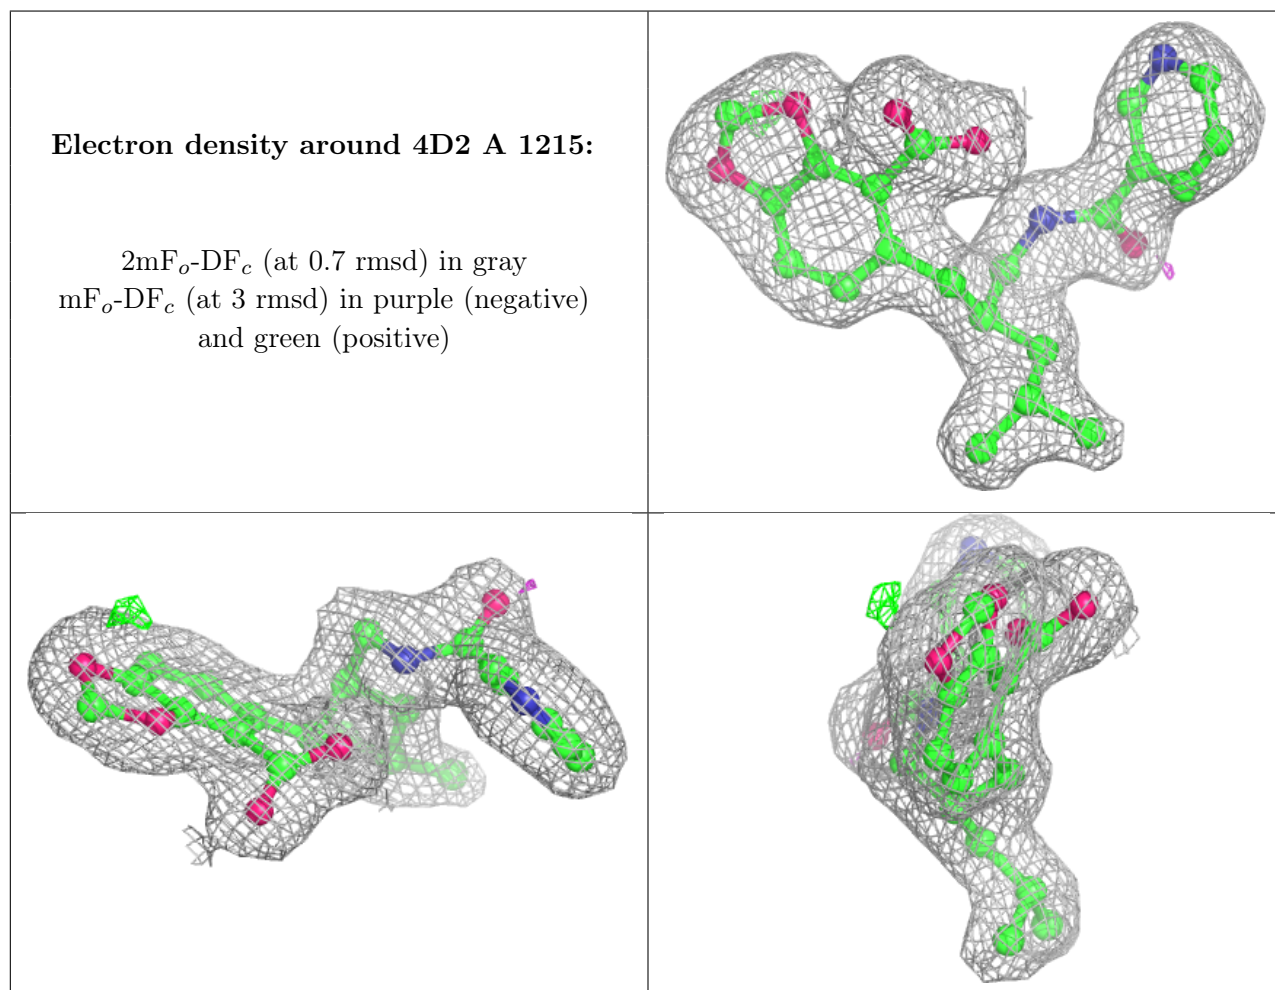 Electron density around 4D2 A 1215:
2mFₒ-DF𝒸 (at 0.7 rmsd) in gray
mFₒ-DF𝒸 (at 3 rmsd) in purple (negative)
and green (positive)